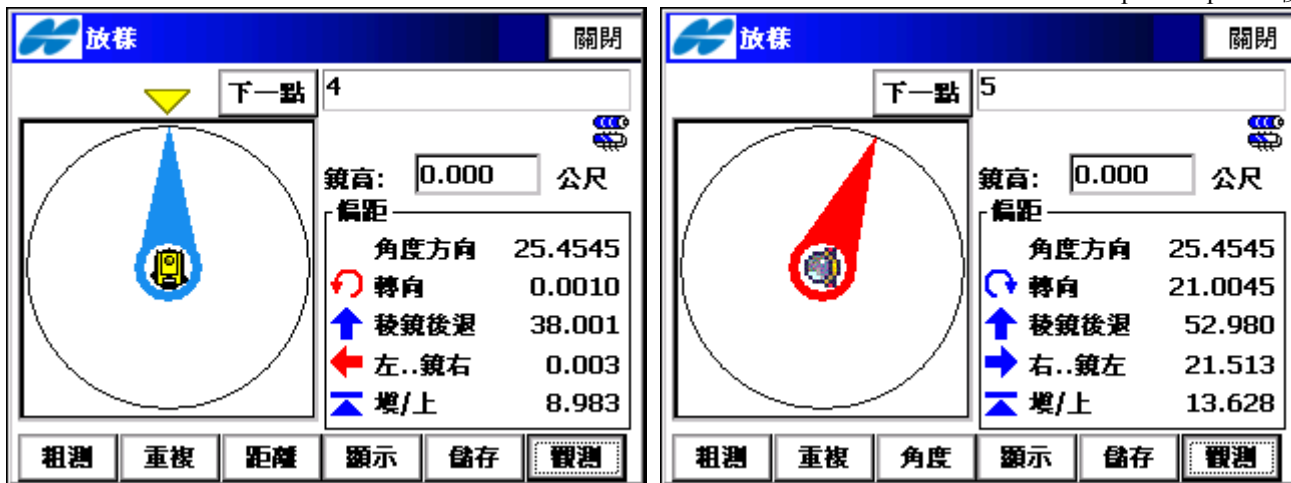 放樣 關閉
下一點 4
鏡高: 0.000 公尺
偏距
角度方向 25.4545
轉向 0.0010
稜鏡後退 38.001
左..鏡右 0.003
塡/上 8.983
粗測 重複 距離 顯示 儲存 觀測
放樣 關閉
下一點 5
鏡高: 0.000 公尺
偏距
角度方向 25.4545
轉向 21.0045
稜鏡後退 52.980
右..鏡左 21.513
塡/上 13.628
粗測 重複 角度 顯示 儲存 觀測